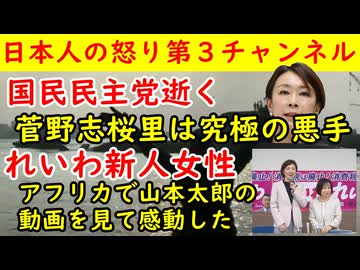 日本人の怒り第3チャンネル
国民民主党逝く
菅野志桜里は究極の悪手
れいわ新人女性
アフリカで山本太郎の
動画を見て感動した